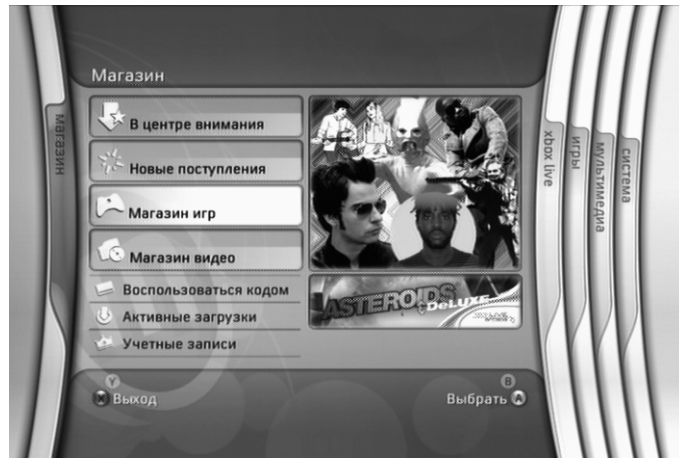 Магазин
магазин
В центре внимания
Новые поступления
Магазин игр
Магазин видео
Воспользоваться кодом
Активные загрузки
Учетные записи
ASTEROIDS
DeLUXE
xbox live
игры
мультимедиа
система
Y
X Выход
B
Выбрать A